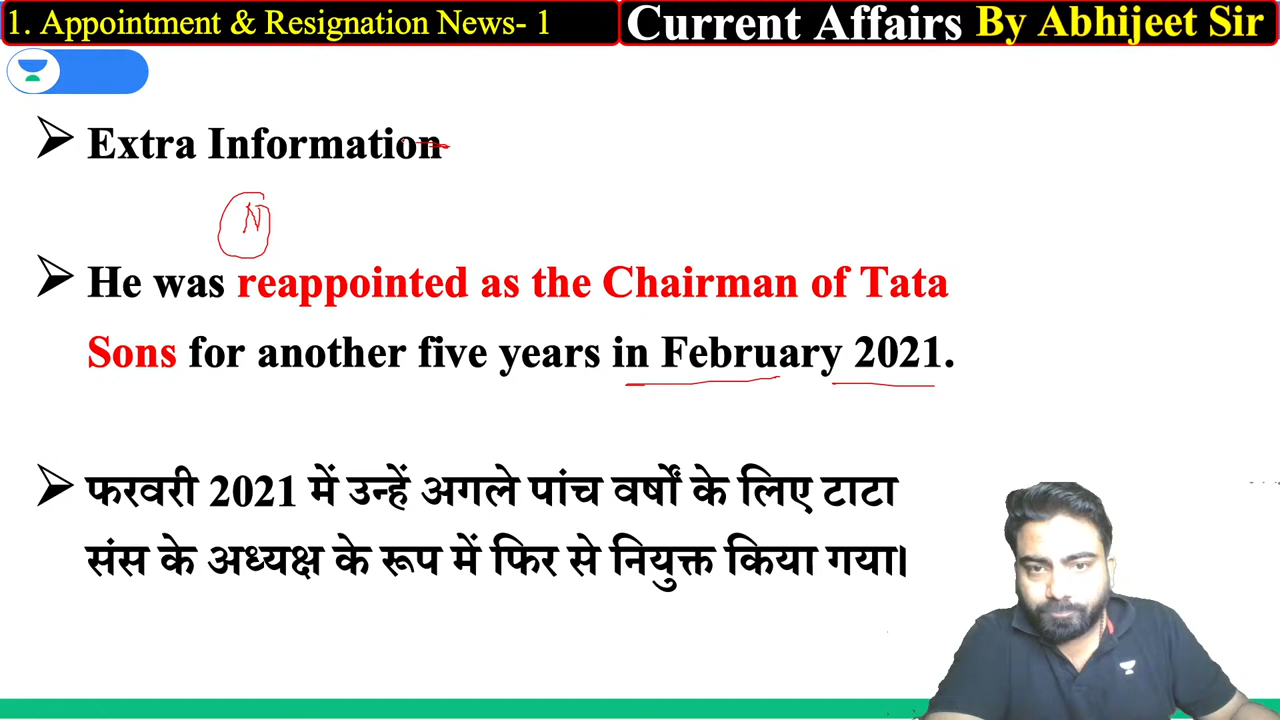 1. Appointment & Resignation News- 1
Current Affairs By Abhijeet Sir
Extra Information
N
He was reappointed as the Chairman of Tata
Sons for another five years in February 2021.
फरवरी 2021 में उन्हें अगले पांच वर्षों के लिए टाटा
संस के अध्यक्ष के रूप में फिर से नियुक्त किया गया।